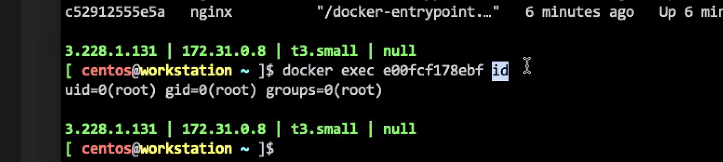 c52912555e5a nginx "/docker-entrypoint.…" 6 minutes ago Up 6 min
3.228.1.131 | 172.31.0.8 | t3.small | null
[ centos@workstation ~ ]$ docker exec e00fcf178ebf id
uid=0(root) gid=0(root) groups=0(root)
3.228.1.131 | 172.31.0.8 | t3.small | null
[ centos@workstation ~ ]$